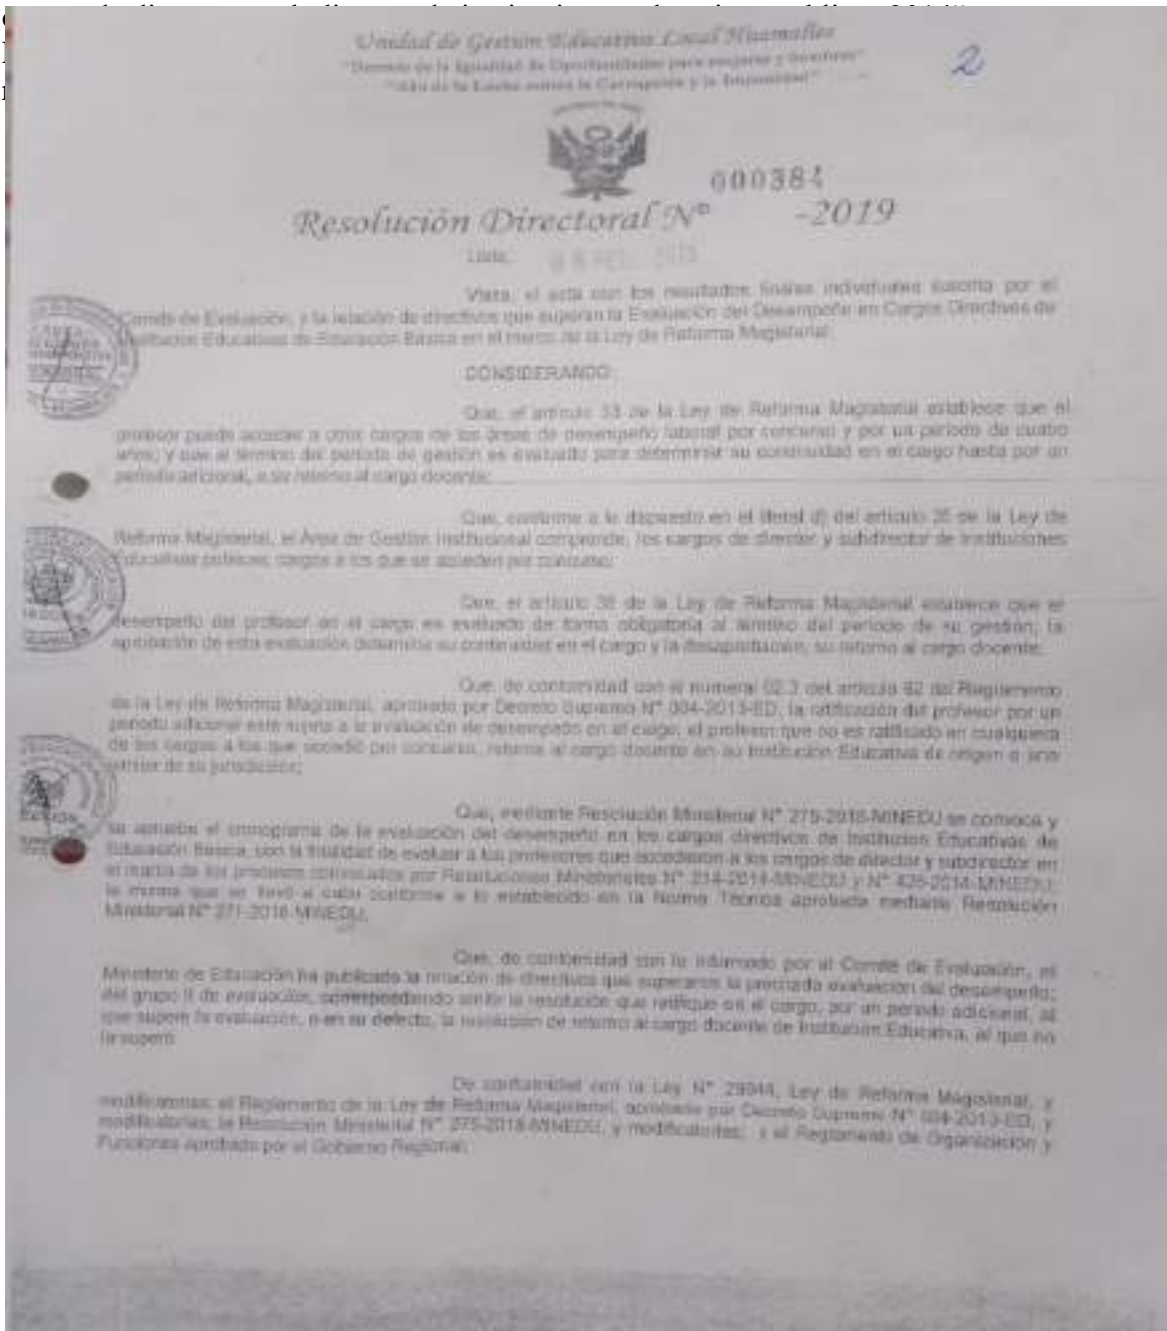 Unidad de Gestión Educativa Local Huamalíes
"Decenio de la Igualdad de Oportunidades para mujeres y hombres"
"Año de la Lucha contra la Corrupción y la Impunidad"
2
000384
Resolución Directoral N° -2019
Llata,
Visto, el acta con los resultados finales individuales suscrita por el
Comité de Evaluación, y la relación de directivos que superan la Evaluación del Desempeño en Cargos Directivos de
Institución Educativas de Educación Básica en el marco de la Ley de Reforma Magisterial;
CONSIDERANDO:
Que, el artículo 33 de la Ley de Reforma Magisterial establece que el
profesor puede acceder a otros cargos de las áreas de desempeño laboral por concurso y por un periodo de cuatro
años; y que al término del periodo de gestión es evaluado para determinar su continuidad en el cargo hasta por un
periodo adicional, o su retorno al cargo docente;
Que, conforme a lo dispuesto en el literal del artículo 35 de la Ley de
Reforma Magisterial, el Área de Gestión Institucional comprende, los cargos de director y subdirector de instituciones
Educativas públicas, cargos a los que se acceden por concurso;
Que, el artículo 38 de la Ley de Reforma Magisterial establece que el
desempeño del profesor en el cargo es evaluado de forma obligatoria al término del periodo de su gestión; la
aprobación de esta evaluación determina su continuidad en el cargo y la desaprobación, su retorno al cargo docente;
Que, de conformidad con el numeral 62.3 del artículo 62 del Reglamento
de la Ley de Reforma Magisterial, aprobado por Decreto Supremo N° 004-2013-ED, la ratificación del profesor por un
periodo adicional está sujeta a la evaluación de desempeño en el cargo, el profesor que no es ratificado en cualquiera
de los cargos a los que accedió por concurso, retorna al cargo docente en su Institución Educativa de origen o una
similar de su jurisdicción;
Que, mediante Resolución Ministerial N° 275-2018-MINEDU se convoca y
se aprueba el cronograma de la evaluación del desempeño en los cargos directivos de Institucion Educativas de
Educación Básica, con la finalidad de evaluar a los profesores que accedieron a los cargos de director y subdirector en
el marco de los procesos convocados por Resoluciones Ministeriales N° 214-2014-MINEDU y N° 426-2014-MINEDU;
la misma que se llevó a cabo conforme a lo establecido en la Norma Técnica aprobada mediante Resolución
Ministerial N° 271-2018-MINEDU;
Que, de conformidad con lo informado por el Comité de Evaluación, el
Ministerio de Educación ha publicado la relación de directivos que superaron la precitada evaluación del desempeño;
del grupo II de evaluación, correspondiendo emitir la resolución que ratifique en el cargo, por un periodo adicional, al
que supero la evaluación, o en su defecto, la resolución de retorno al cargo docente de Institución Educativa, al que no
la superó
De conformidad con la Ley N° 29944, Ley de Reforma Magisterial, y
modificatorias; el Reglamento de la Ley de Reforma Magisterial, aprobado por Decreto Supremo N° 004-2013-ED, y
modificatorias; la Resolución Ministerial N° 275-2018-MINEDU, y modificatorias; y el Reglamento de Organización y
Funciones aprobado por el Gobierno Regional;